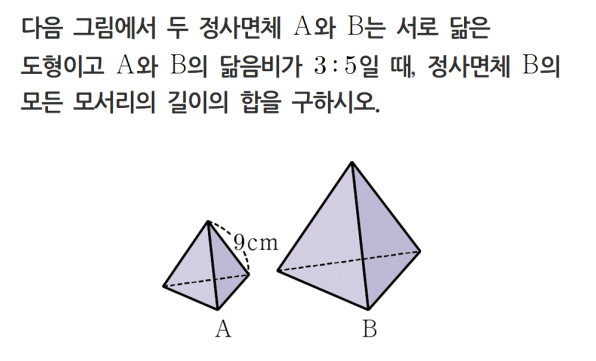 다음 그림에서 두 정사면체 A와 B는 서로 닮은
도형이고 A와 B의 닮음비가 3 : 5일 때, 정사면체 B의
모든 모서리의 길이의 합을 구하시오.
9cm
A
B